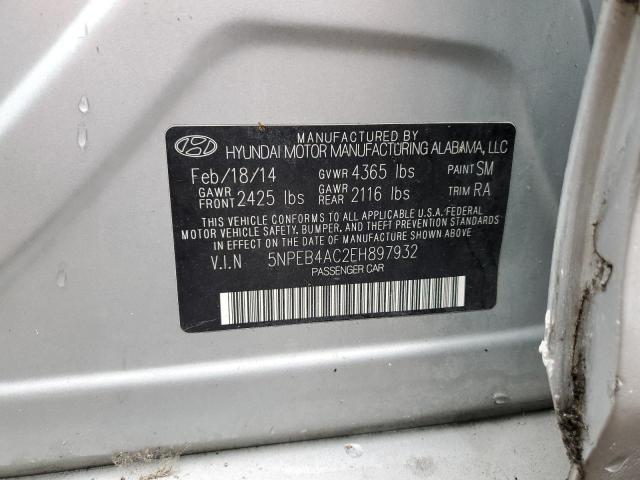 MANUFACTURED BY
HYUNDAI MOTOR MANUFACTURING ALABAMA, LLC
Feb/18/14 GVWR 4365 lbs PAINT SM
GAWR FRONT 2425 lbs GAWR REAR 2116 lbs TRIM RA
THIS VEHICLE CONFORMS TO ALL APPLICABLE U.S.A. FEDERAL
MOTOR VEHICLE SAFETY, BUMPER, AND THEFT PREVENTION STANDARDS
IN EFFECT ON THE DATE OF MANUFACTURE SHOWN ABOVE.
V.I.N 5NPEB4AC2EH897932
PASSENGER CAR